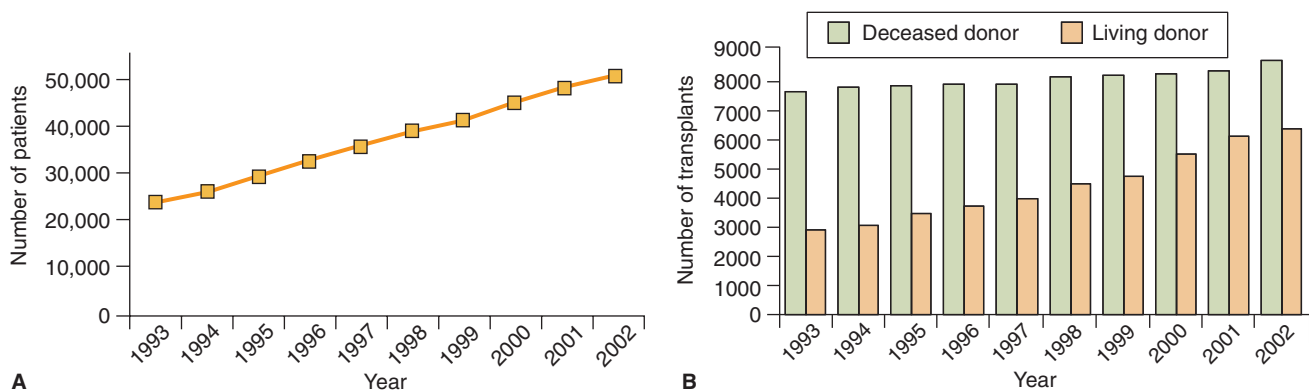 Number of patients
50,000
40,000
30,000
20,000
10,000
0
1993 1994 1995 1996 1997 1998 1999 2000 2001 2002
Year
A
Deceased donor Living donor
Number of transplants
9000
8000
7000
6000
5000
4000
3000
2000
1000
0
1993 1994 1995 1996 1997 1998 1999 2000 2001 2002
Year
B